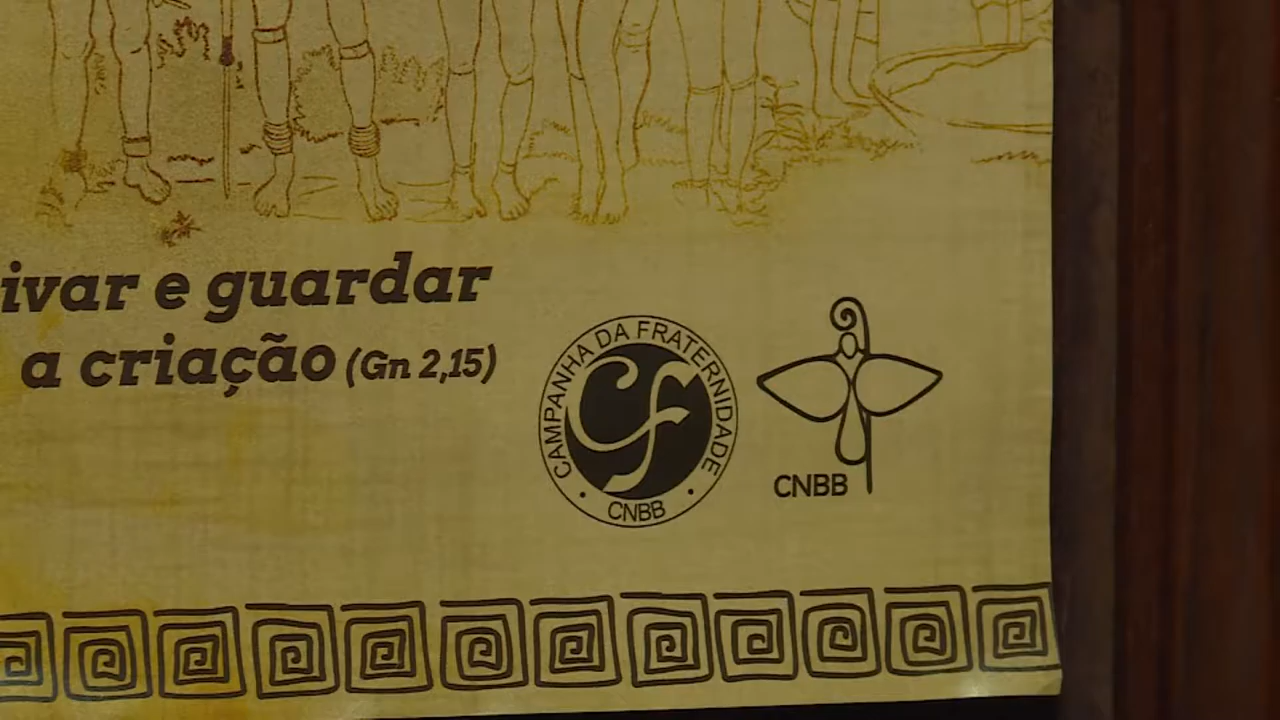 ivar e guardar
a criação (Gn 2,15)
CAMPANHA DA FRATERNIDADE
• CNBB •
CNBB